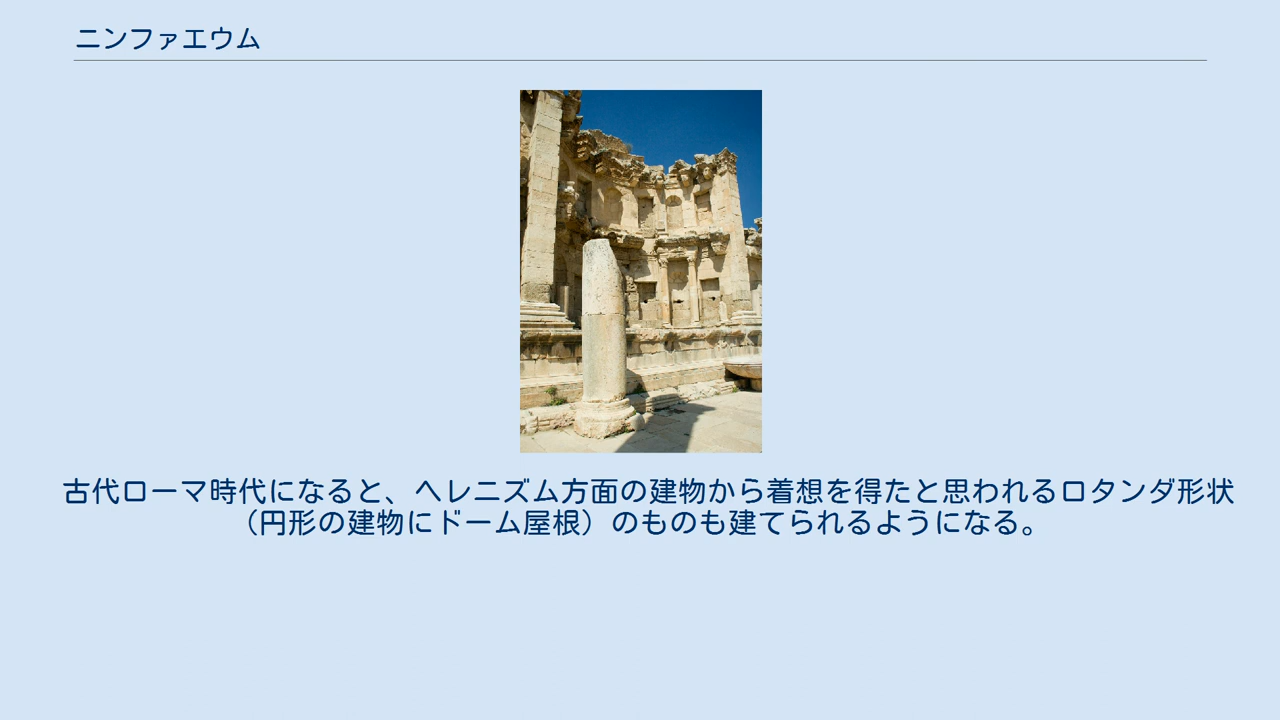 ニンファエウム
古代ローマ時代になると、ヘレニズム方面の建物から着想を得たと思われるロタンダ形状
（円形の建物にドーム屋根）のものも建てられるようになる。